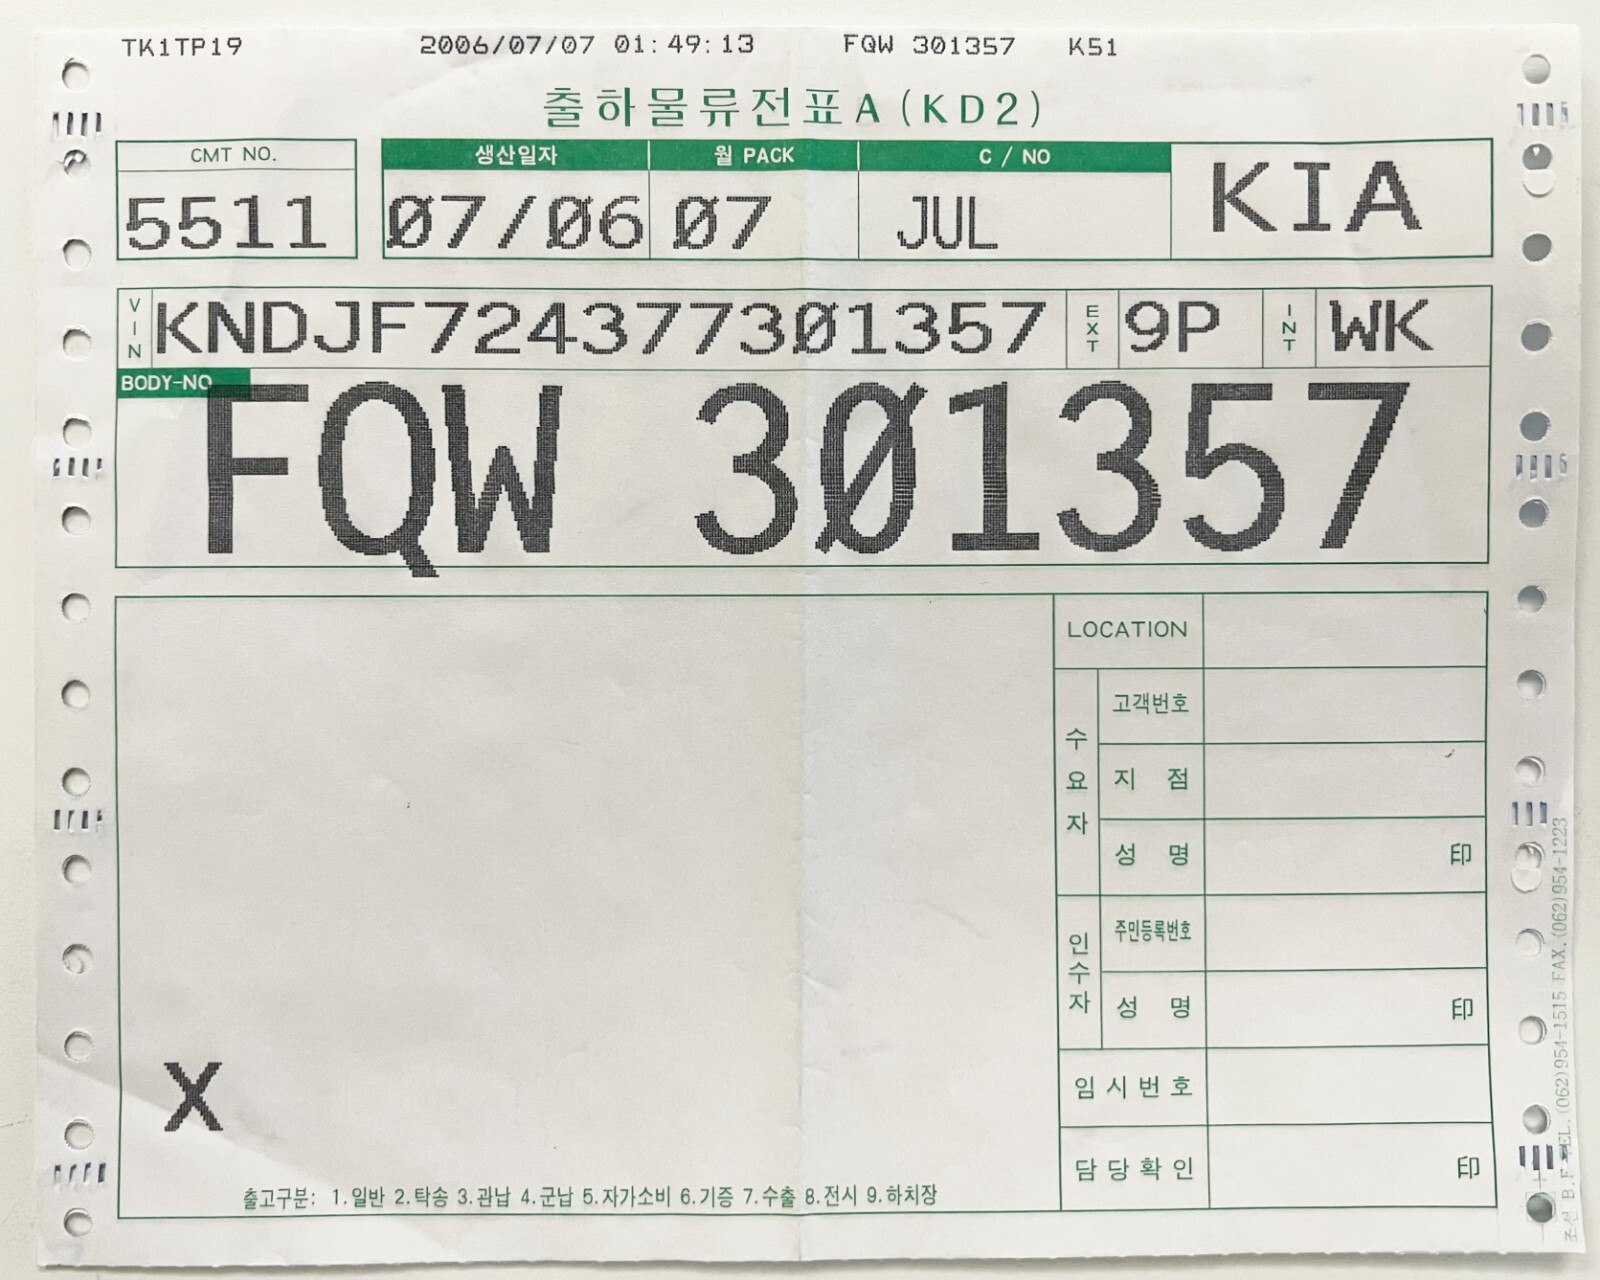 TK1TP19 2006/07/07 01:49:13 FQW 301357 K51
출하물류전표A(KD2)
CMT NO. 생산일자 월 PACK C / NO KIA
5511 07/06 07 JUL
VIN KNDJF724377301357 EXT 9P INT WK
BODY-NO
FQW 301357
LOCATION
수요자
고객번호
지 점
성 명 印
인수자
주민등록번호
성 명 印
임시번호
담당확인 印
X
출고구분: 1.일반 2.탁송 3.관납 4.군납 5.자가소비 6.기증 7.수출 8.전시 9.하치장
조선 B.F TEL.(062)954-1515 FAX.(062)954-1223